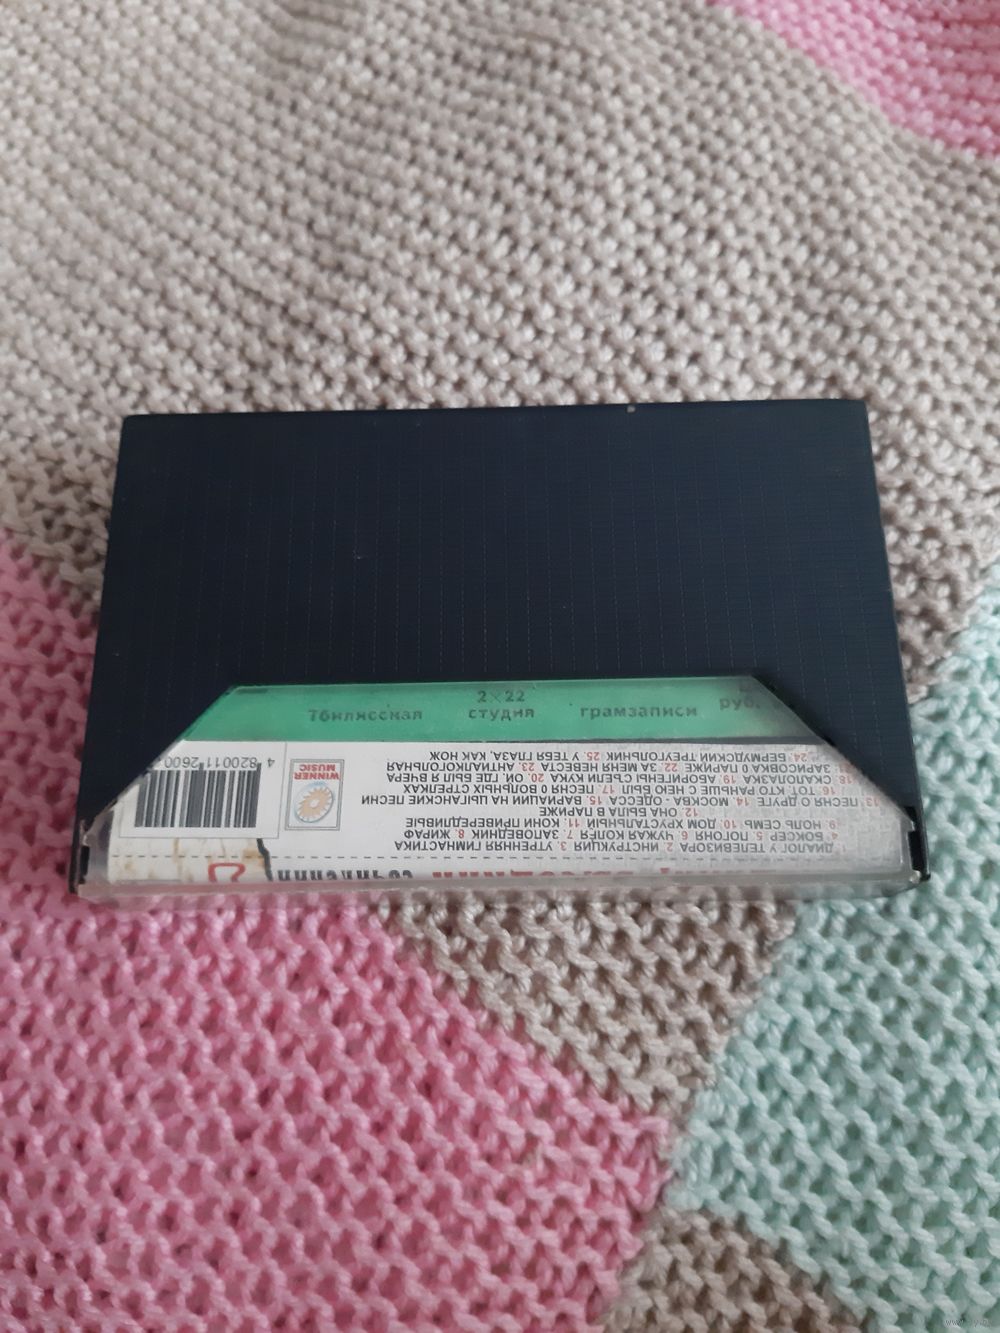 2×22
Тбилисская студия грамзаписи руб.
ВЫСОЦКИЙ
1. ДИАЛОГ У ТЕЛЕВИЗОРА 2. ИНСТРУКЦИЯ 3. УТРЕННЯЯ ГИМНАСТИКА
4. БОКСЕР 5. ПОГОНЯ 6. ЧУЖАЯ КОЛЕЯ 7. ЗАПОВЕДНИК 8. ЖИРАФ
9. НОЛЬ СЕМЬ 10. ДОМ ХРУСТАЛЬНЫЙ 11. КОНИ ПРИВЕРЕДЛИВЫЕ
12. ОНА БЫЛА В ПАРИЖЕ
13. ПЕСНЯ О ДРУГЕ 14. МОСКВА - ОДЕССА 15. ВАРИАЦИИ НА ЦЫГАНСКИЕ ПЕСНИ
16. ТОТ, КТО РАНЬШЕ С НЕЮ БЫЛ 17. ПЕСНЯ О ВОЛЬНЫХ СТРЕЛКАХ
18. СКАЛОЛАЗКА 19. АБОРИГЕНЫ СЪЕЛИ КУКА 20. ОЙ, ГДЕ БЫЛ Я ВЧЕРА
21. ЗАРИСОВКА О ПАРИЖЕ 22. ЗА МЕНЯ НЕВЕСТА 23. АНТИАЛКОГОЛЬНАЯ
24. БЕРМУДСКИЙ ТРЕУГОЛЬНИК 25. У ТЕБЯ ГЛАЗА, КАК НОЖ
WINNER
MUSIC
4 820011 2600